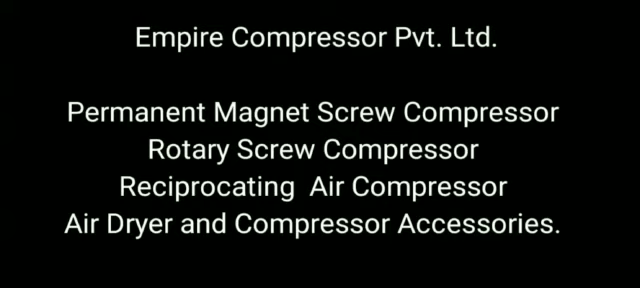 Empire Compressor Pvt. Ltd.
Permanent Magnet Screw Compressor
Rotary Screw Compressor
Reciprocating  Air Compressor
Air Dryer and Compressor Accessories.